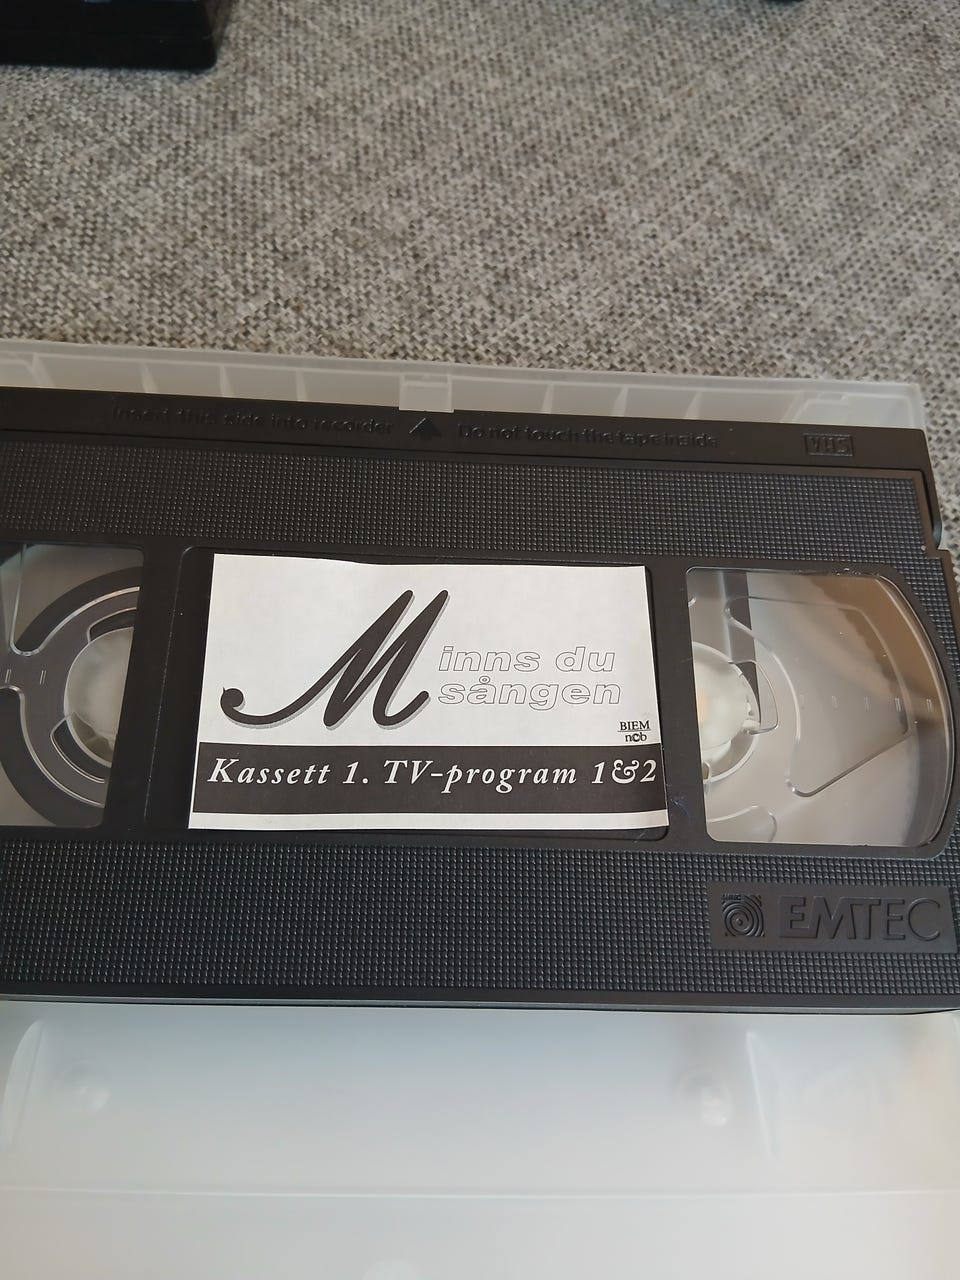 Insert this side into recorder Do not touch the tape inside VHS
Minns du
sången
BIEM
ncb
Kassett 1. TV-program 1&2
EMTEC